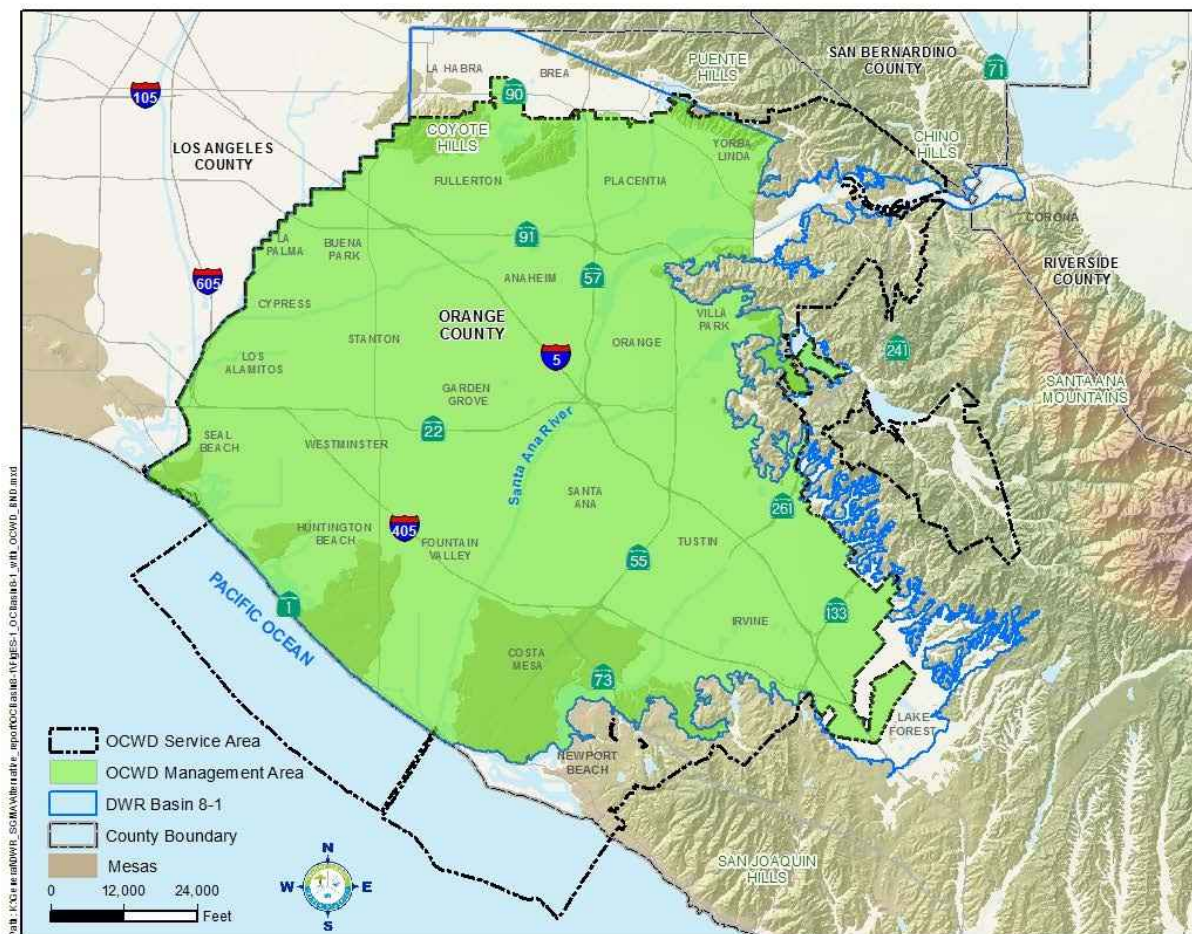 SAN BERNARDINO
COUNTY
71
LA HABRA
BREA
PUENTE
HILLS
105
90
LOS ANGELES
COUNTY
COYOTE
HILLS
CHINO
HILLS
YORBA
LINDA
FULLERTON
PLACENTIA
CORONA
LA
PALMA
BUENA
PARK
91
ANAHEIM
57
RIVERSIDE
COUNTY
605
CYPRESS
ORANGE
COUNTY
VILLA
PARK
STANTON
5
ORANGE
241
LOS
ALAMITOS
GARDEN
GROVE
SANTA ANA
MOUNTAINS
22
SEAL
BEACH
WESTMINSTER
Santa Ana River
SANTA
ANA
261
HUNTINGTON
BEACH
405
FOUNTAIN
VALLEY
TUSTIN
55
PACIFIC OCEAN
1
133
IRVINE
COSTA
MESA
73
LAKE
FOREST
NEWPORT
BEACH
SAN JOAQUIN
HILLS
OCWD Service Area
OCWD Management Area
DWR Basin 8-1
County Boundary
Mesas
0 12,000 24,000
Feet
N
W E
S